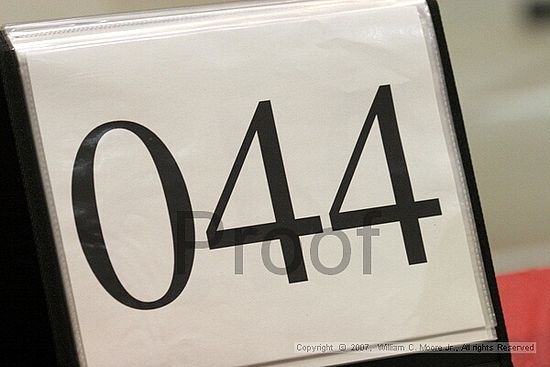 044
Proof
Copyright © 2007, William C. Moore Jr., All rights Reserved